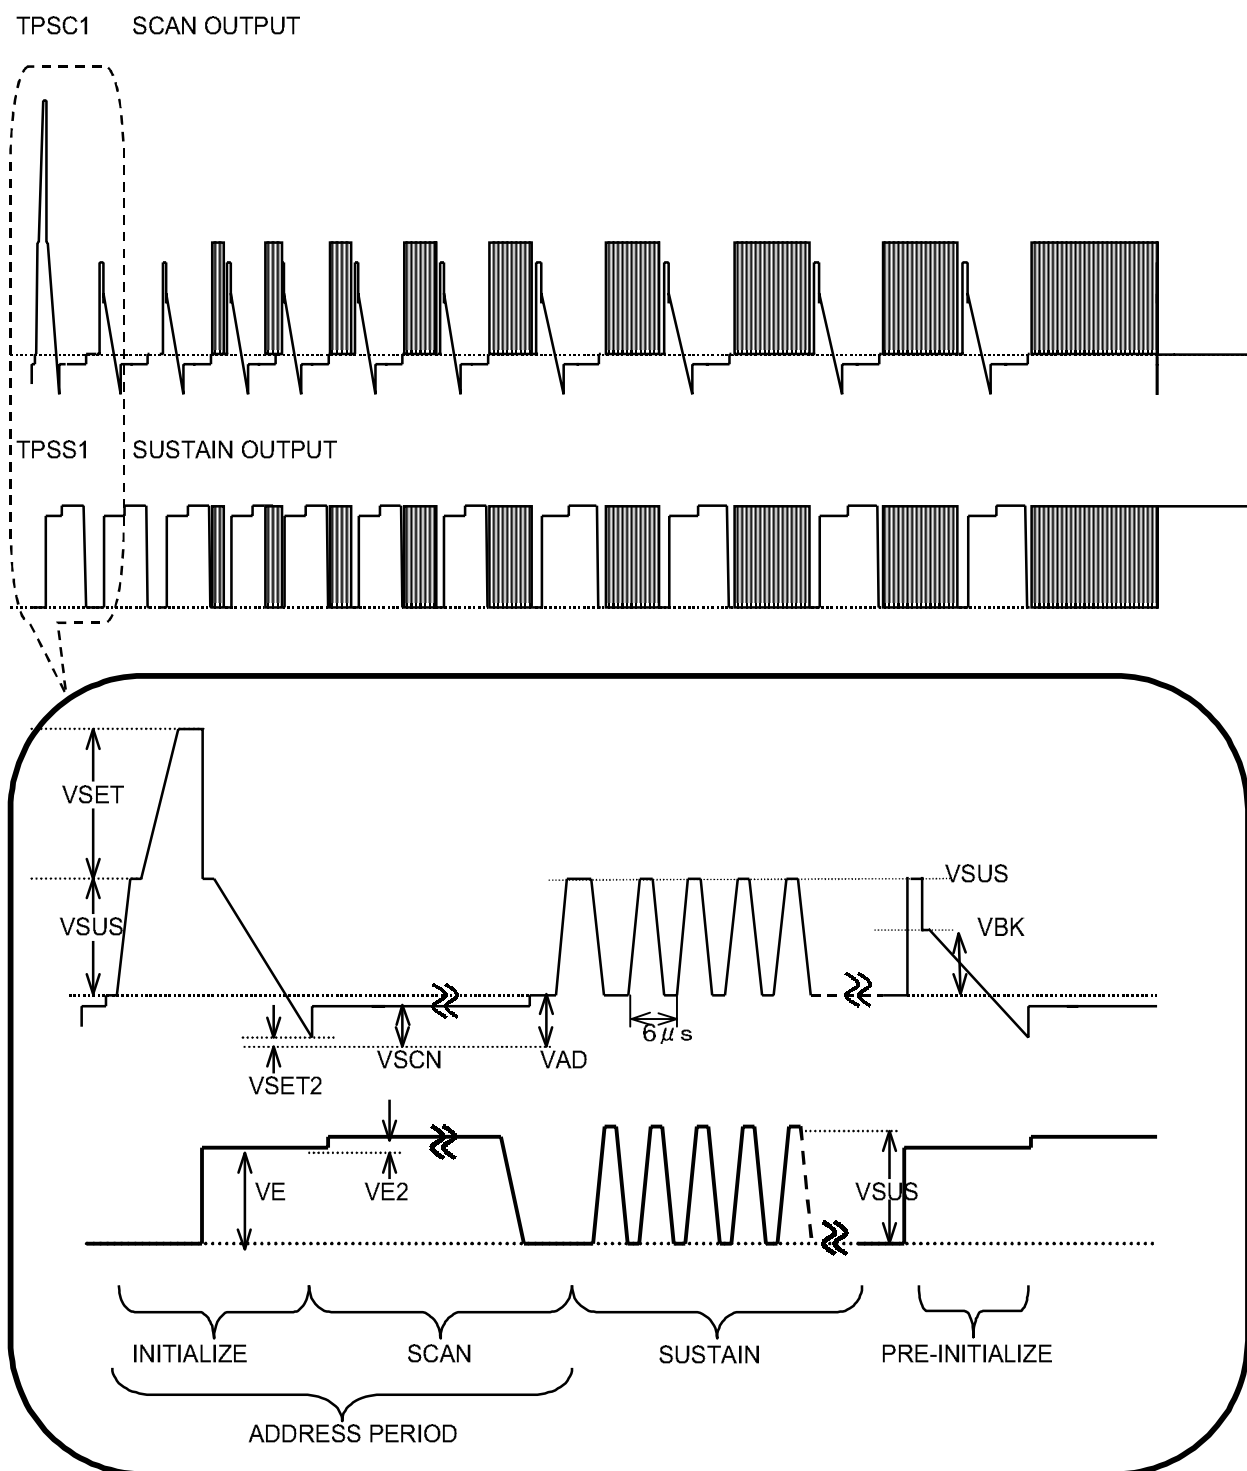 TPSC1 SCAN OUTPUT
TPSS1 SUSTAIN OUTPUT
VSET
VSUS
VSUS
VBK
6μs
VSCN
VAD
VSET2
VE
VE2
VSUS
INITIALIZE
SCAN
SUSTAIN
PRE-INITIALIZE
ADDRESS PERIOD